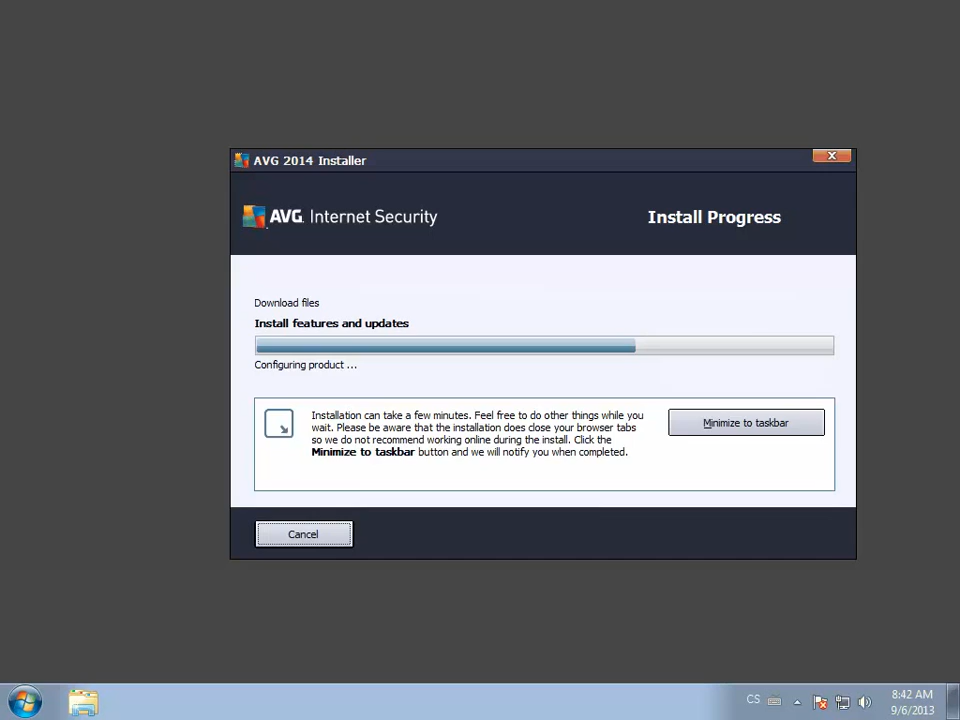 AVG 2014 Installer
AVG. Internet Security
Install Progress
Download files
Install features and updates
Configuring product ...
Installation can take a few minutes. Feel free to do other things while you
wait. Please be aware that the installation does close your browser tabs
so we do not recommend working online during the install. Click the
Minimize to taskbar button and we will notify you when completed.
Minimize to taskbar
Cancel
CS
8:42 AM
9/6/2013